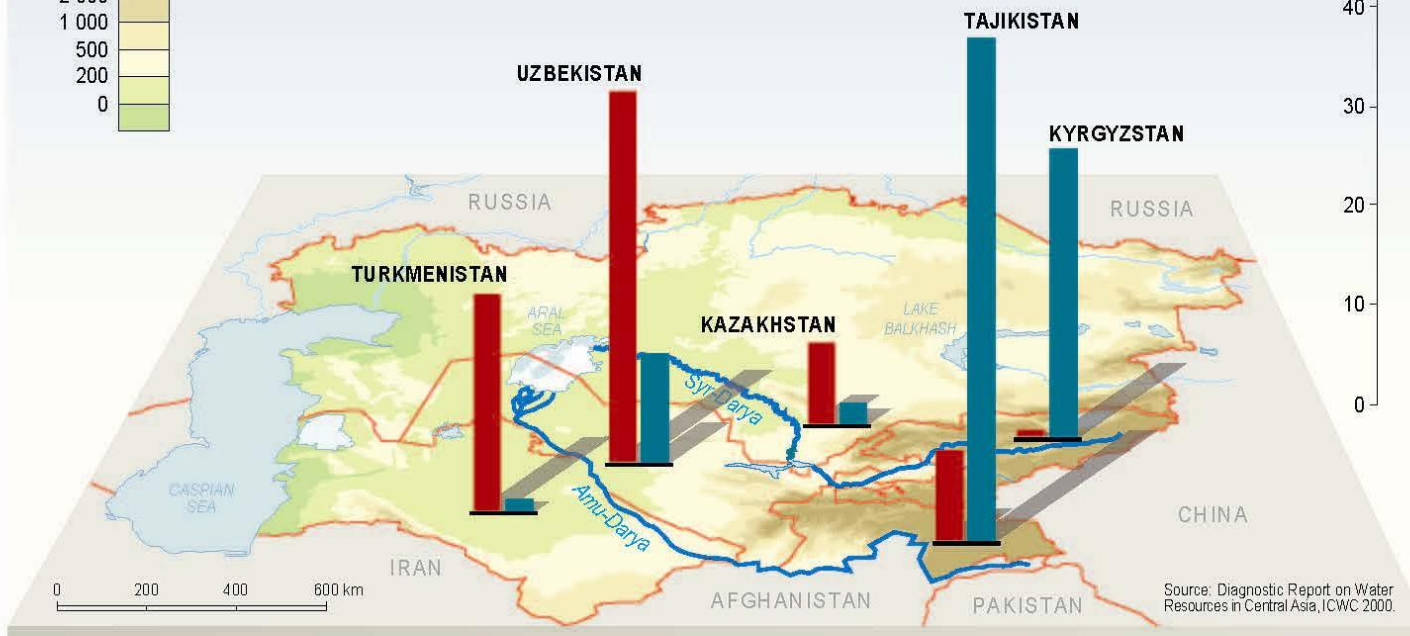 1 000
500
200
0
40
30
20
10
0
TAJIKISTAN
UZBEKISTAN
KYRGYZSTAN
RUSSIA
RUSSIA
TURKMENISTAN
ARAL
SEA
KAZAKHSTAN
LAKE
BALKHASH
Syr-Darya
CASPIAN
SEA
Amu-Darya
CHINA
IRAN
AFGHANISTAN
PAKISTAN
0 200 400 600 km
Source: Diagnostic Report on Water
Resources in Central Asia, ICWC 2000.